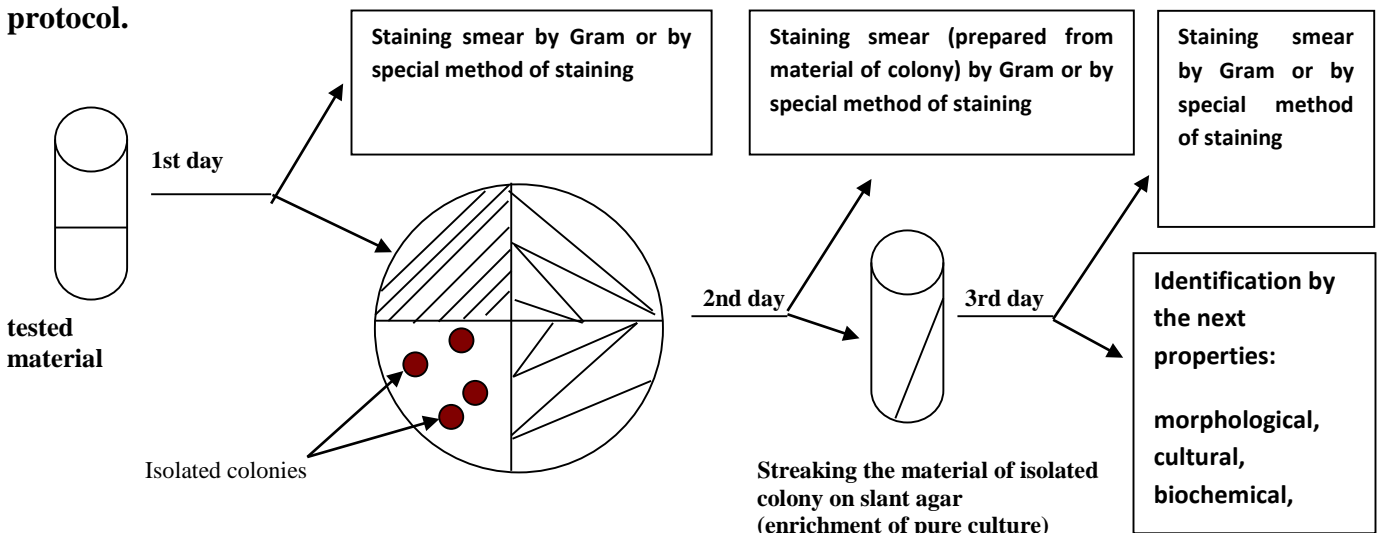 protocol.
Staining smear by Gram or by
special method of staining
Staining smear (prepared from
material of colony) by Gram or by
special method of staining
Staining smear
by Gram or by
special method
of staining
1st day
tested
material
2nd day
3rd day
Isolated colonies
Streaking the material of isolated
colony on slant agar
(enrichment of pure culture)
Identification by
the next
properties:
morphological,
cultural,
biochemical,